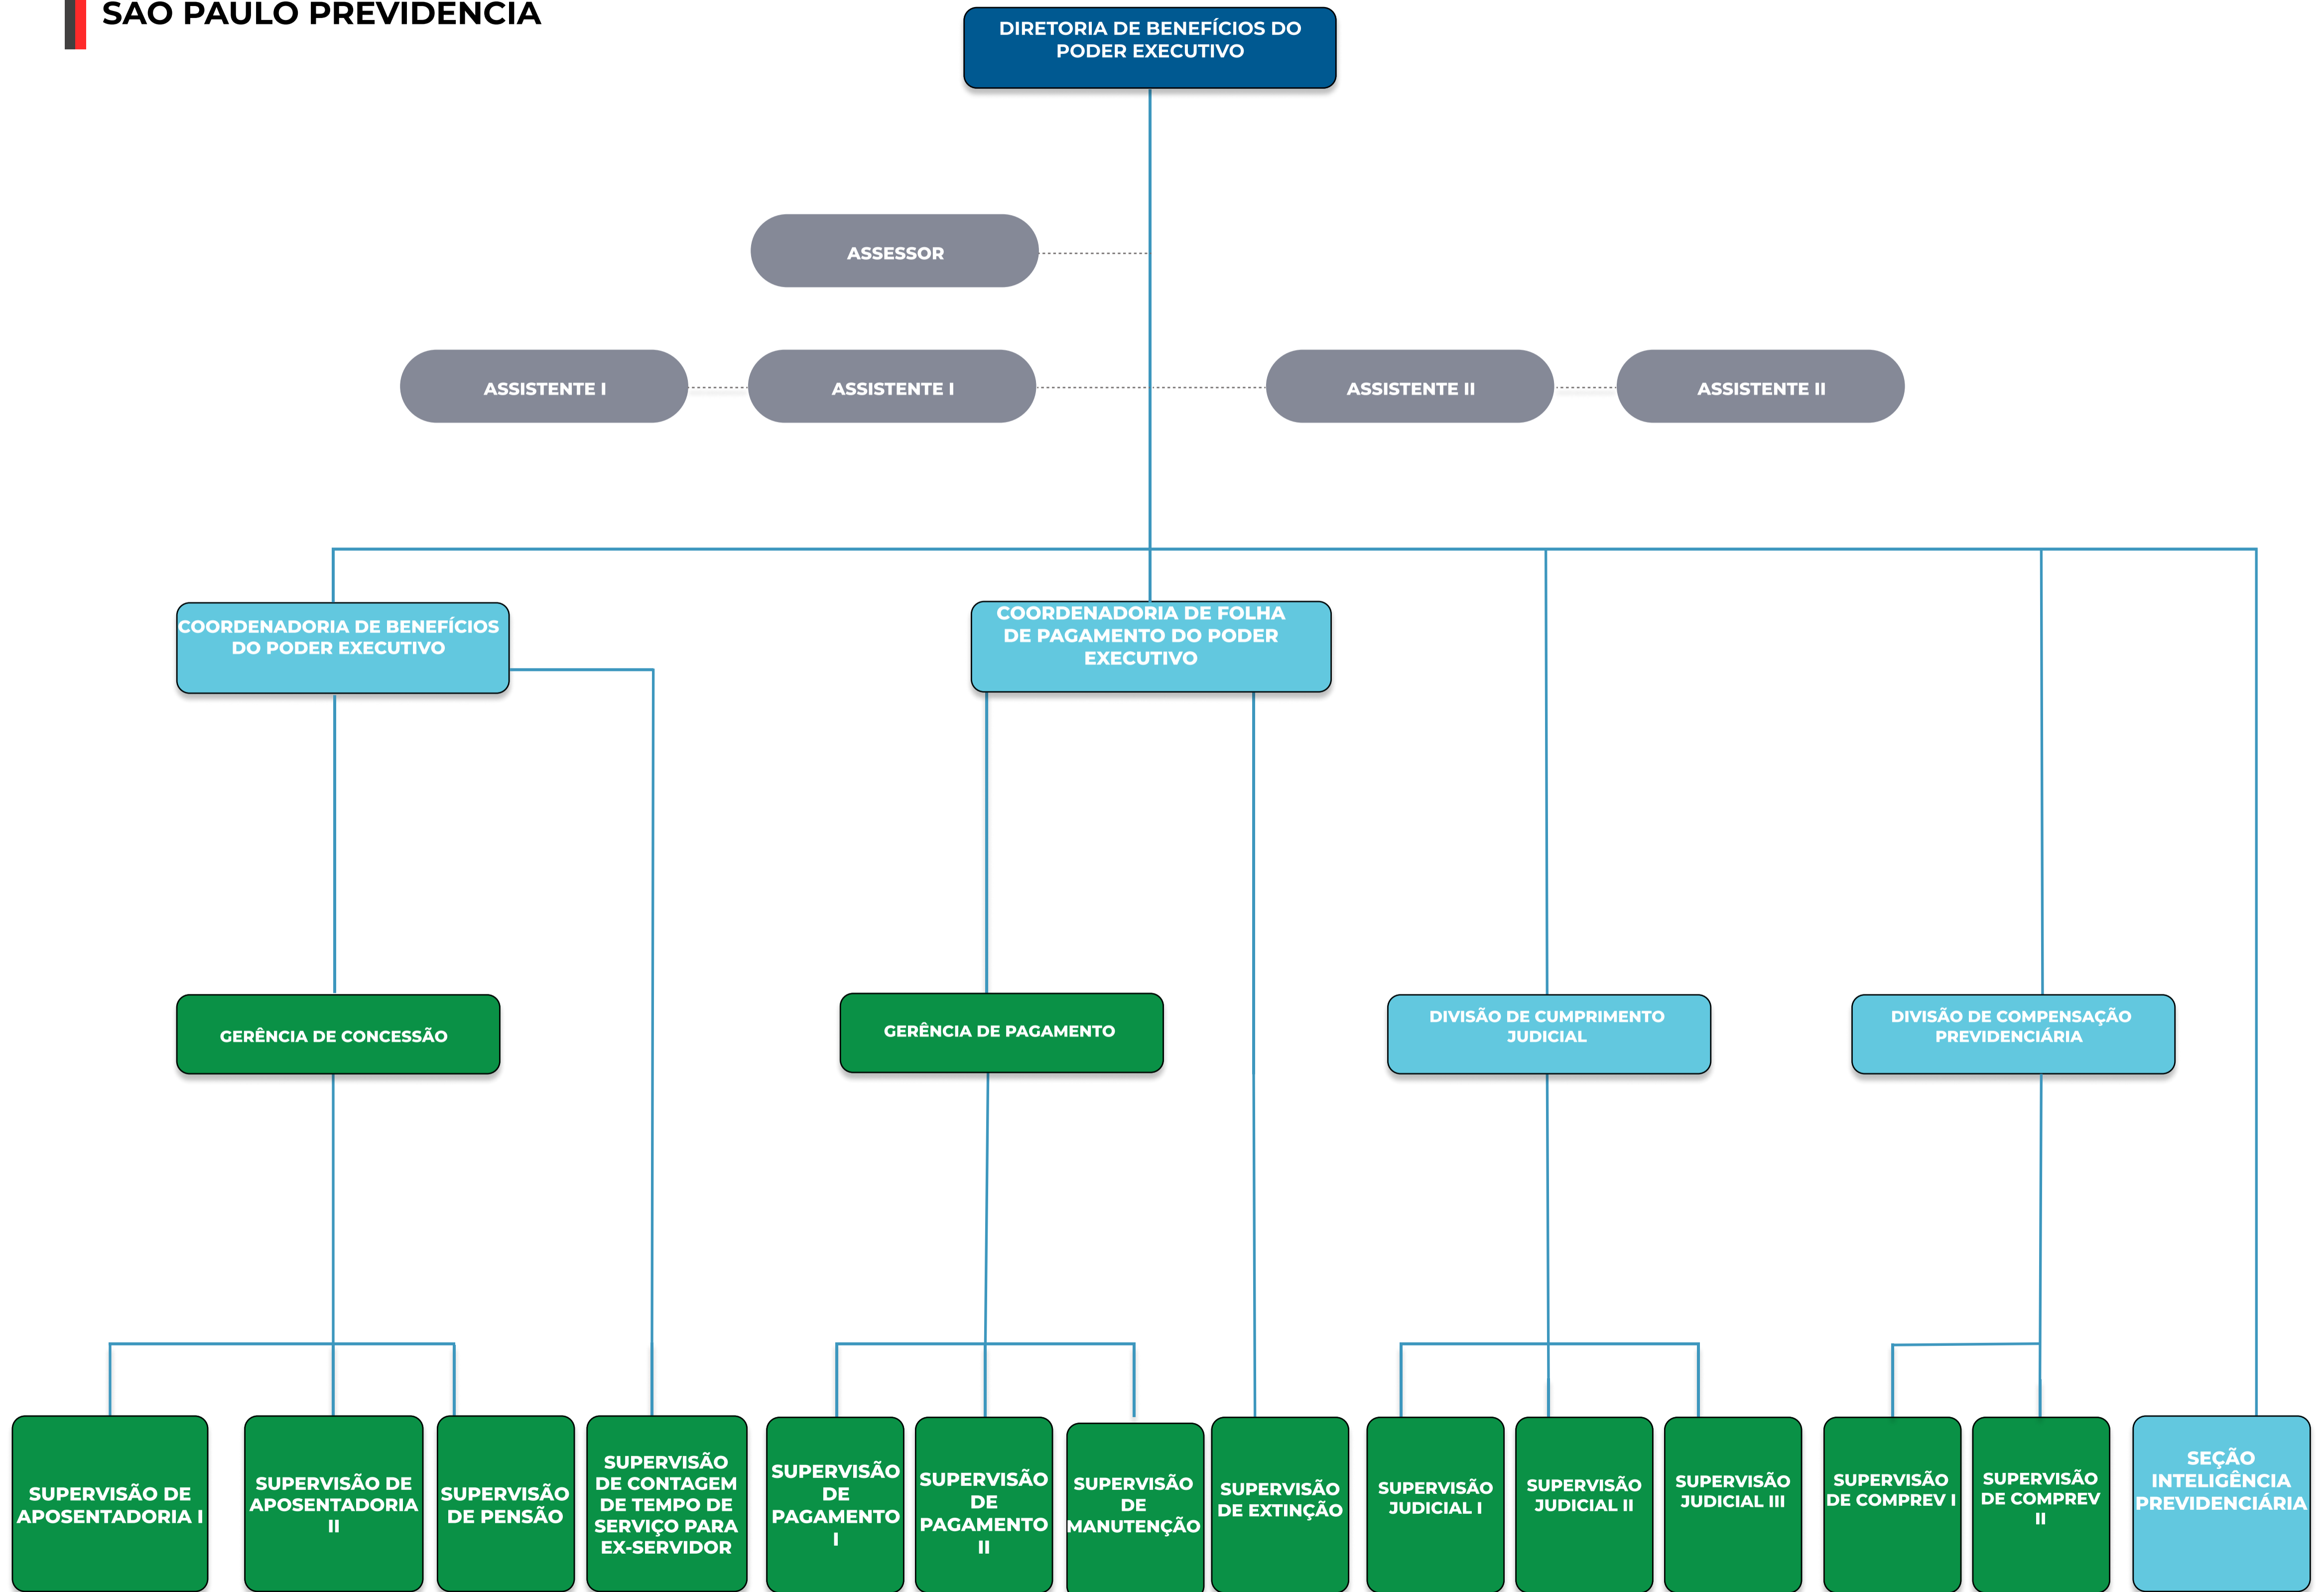 SÃO PAULO PREVIDÊNCIA
DIRETORIA DE BENEFÍCIOS DO
PODER EXECUTIVO
ASSESSOR
ASSISTENTE I
ASSISTENTE I
ASSISTENTE II
ASSISTENTE II
COORDENADORIA DE BENEFÍCIOS
DO PODER EXECUTIVO
COORDENADORIA DE FOLHA
DE PAGAMENTO DO PODER
EXECUTIVO
GERÊNCIA DE CONCESSÃO
GERÊNCIA DE PAGAMENTO
DIVISÃO DE CUMPRIMENTO
JUDICIAL
DIVISÃO DE COMPENSAÇÃO
PREVIDENCIÁRIA
SUPERVISÃO DE
APOSENTADORIA I
SUPERVISÃO DE
APOSENTADORIA
II
SUPERVISÃO
DE PENSÃO
SUPERVISÃO
DE CONTAGEM
DE TEMPO DE
SERVIÇO PARA
EX-SERVIDOR
SUPERVISÃO
DE
PAGAMENTO
I
SUPERVISÃO
DE
PAGAMENTO
II
SUPERVISÃO
DE
MANUTENÇÃO
SUPERVISÃO
DE EXTINÇÃO
SUPERVISÃO
JUDICIAL I
SUPERVISÃO
JUDICIAL II
SUPERVISÃO
JUDICIAL III
SUPERVISÃO
DE COMPREV I
SUPERVISÃO
DE COMPREV
II
SEÇÃO
INTELIGÊNCIA
PREVIDENCIÁRIA